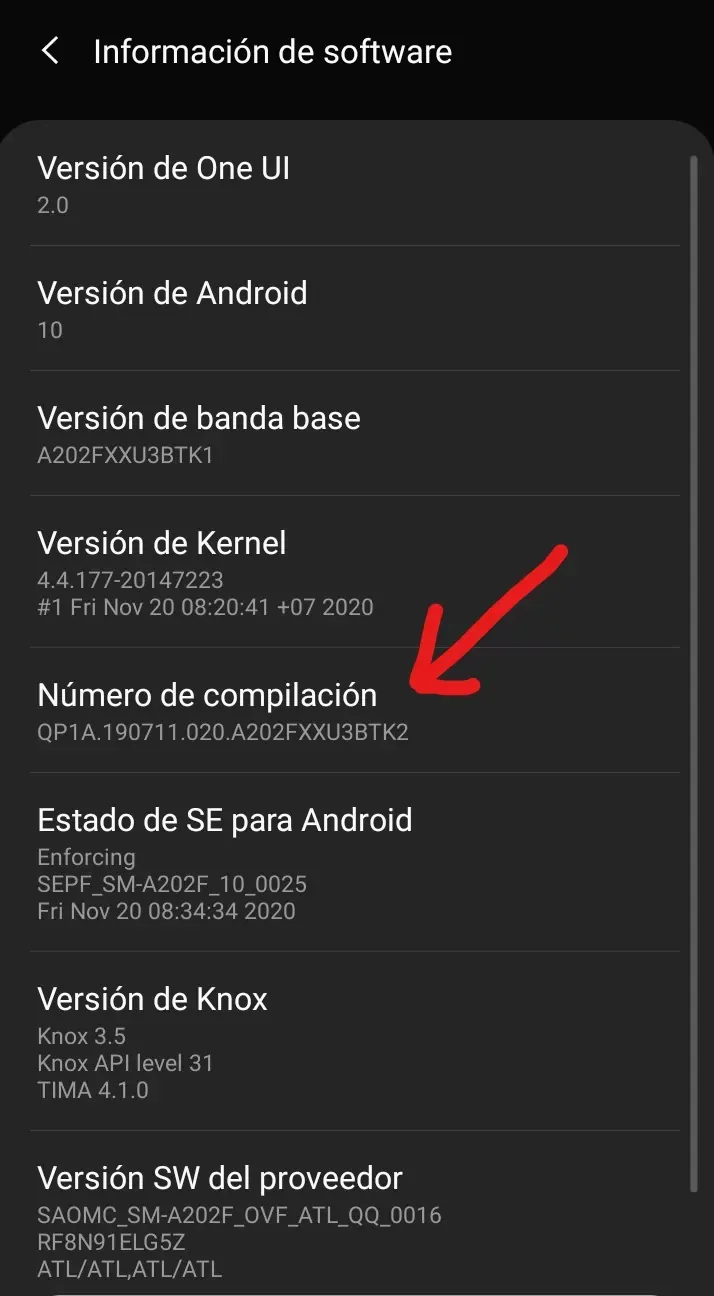 Información de software
Versión de One UI
2.0
Versión de Android
10
Versión de banda base
A202FXXU3BTK1
Versión de Kernel
4.4.177-20147223
#1 Fri Nov 20 08:20:41 +07 2020
Número de compilación
QP1A.190711.020.A202FXXU3BTK2
Estado de SE para Android
Enforcing
SEPF_SM-A202F_10_0025
Fri Nov 20 08:34:34 2020
Versión de Knox
Knox 3.5
Knox API level 31
TIMA 4.1.0
Versión SW del proveedor
SAOMC_SM-A202F_OVF_ATL_QQ_0016
RF8N91ELG5Z
ATL/ATL,ATL/ATL